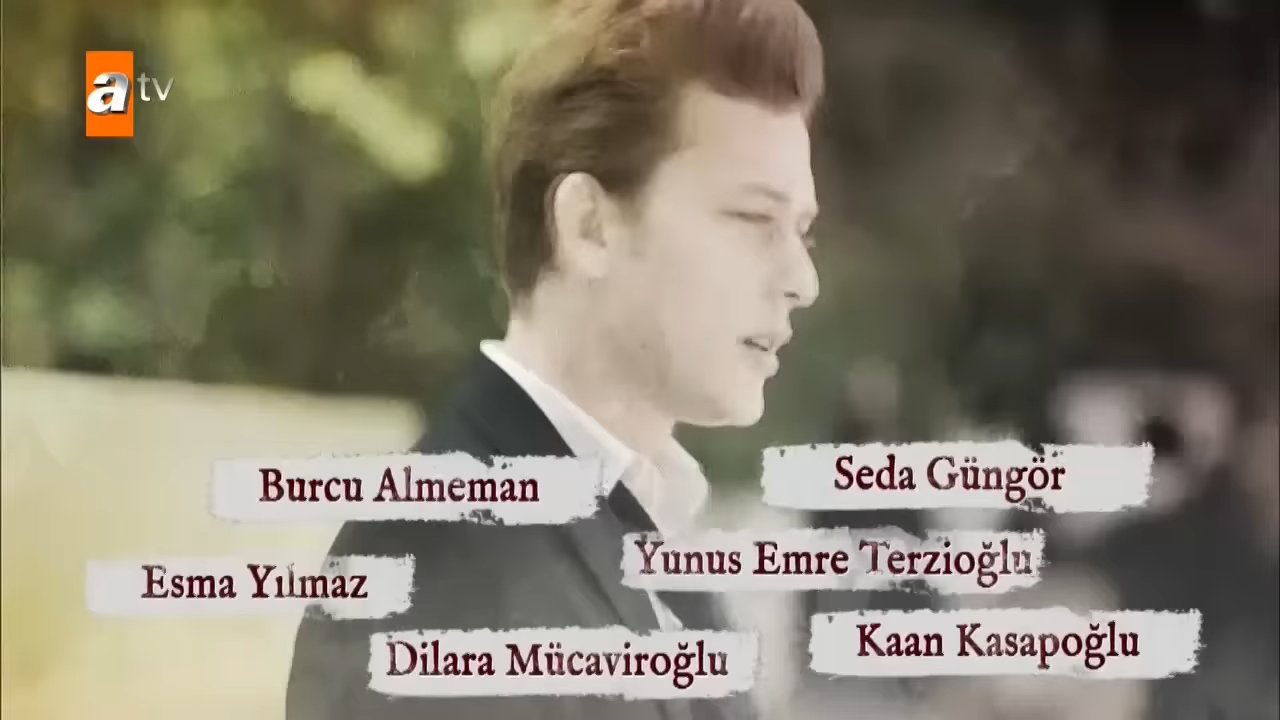 atv
Burcu Almeman
Seda Güngör
Esma Yılmaz
Yunus Emre Terzioğlu
Dilara Mücaviroğlu
Kaan Kasapoğlu